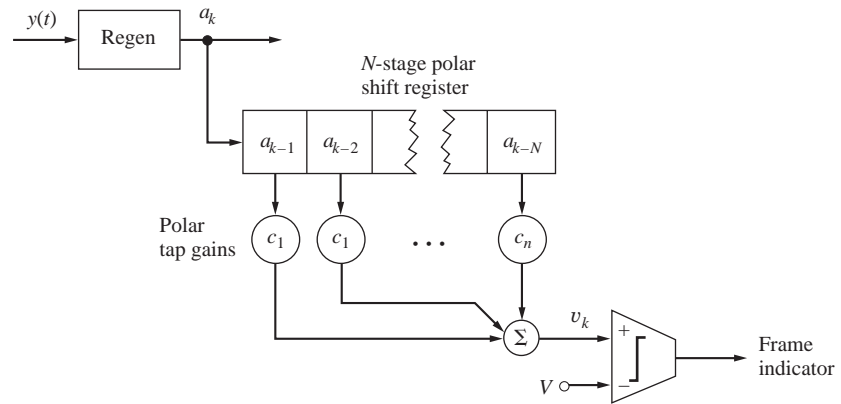 y(t)
a_k
Regen
N-stage polar
shift register
a_{k−1}
a_{k−2}
a_{k−N}
Polar
tap gains
c_1
c_1
...
c_n
Σ
v_k
+
−
V
Frame
indicator